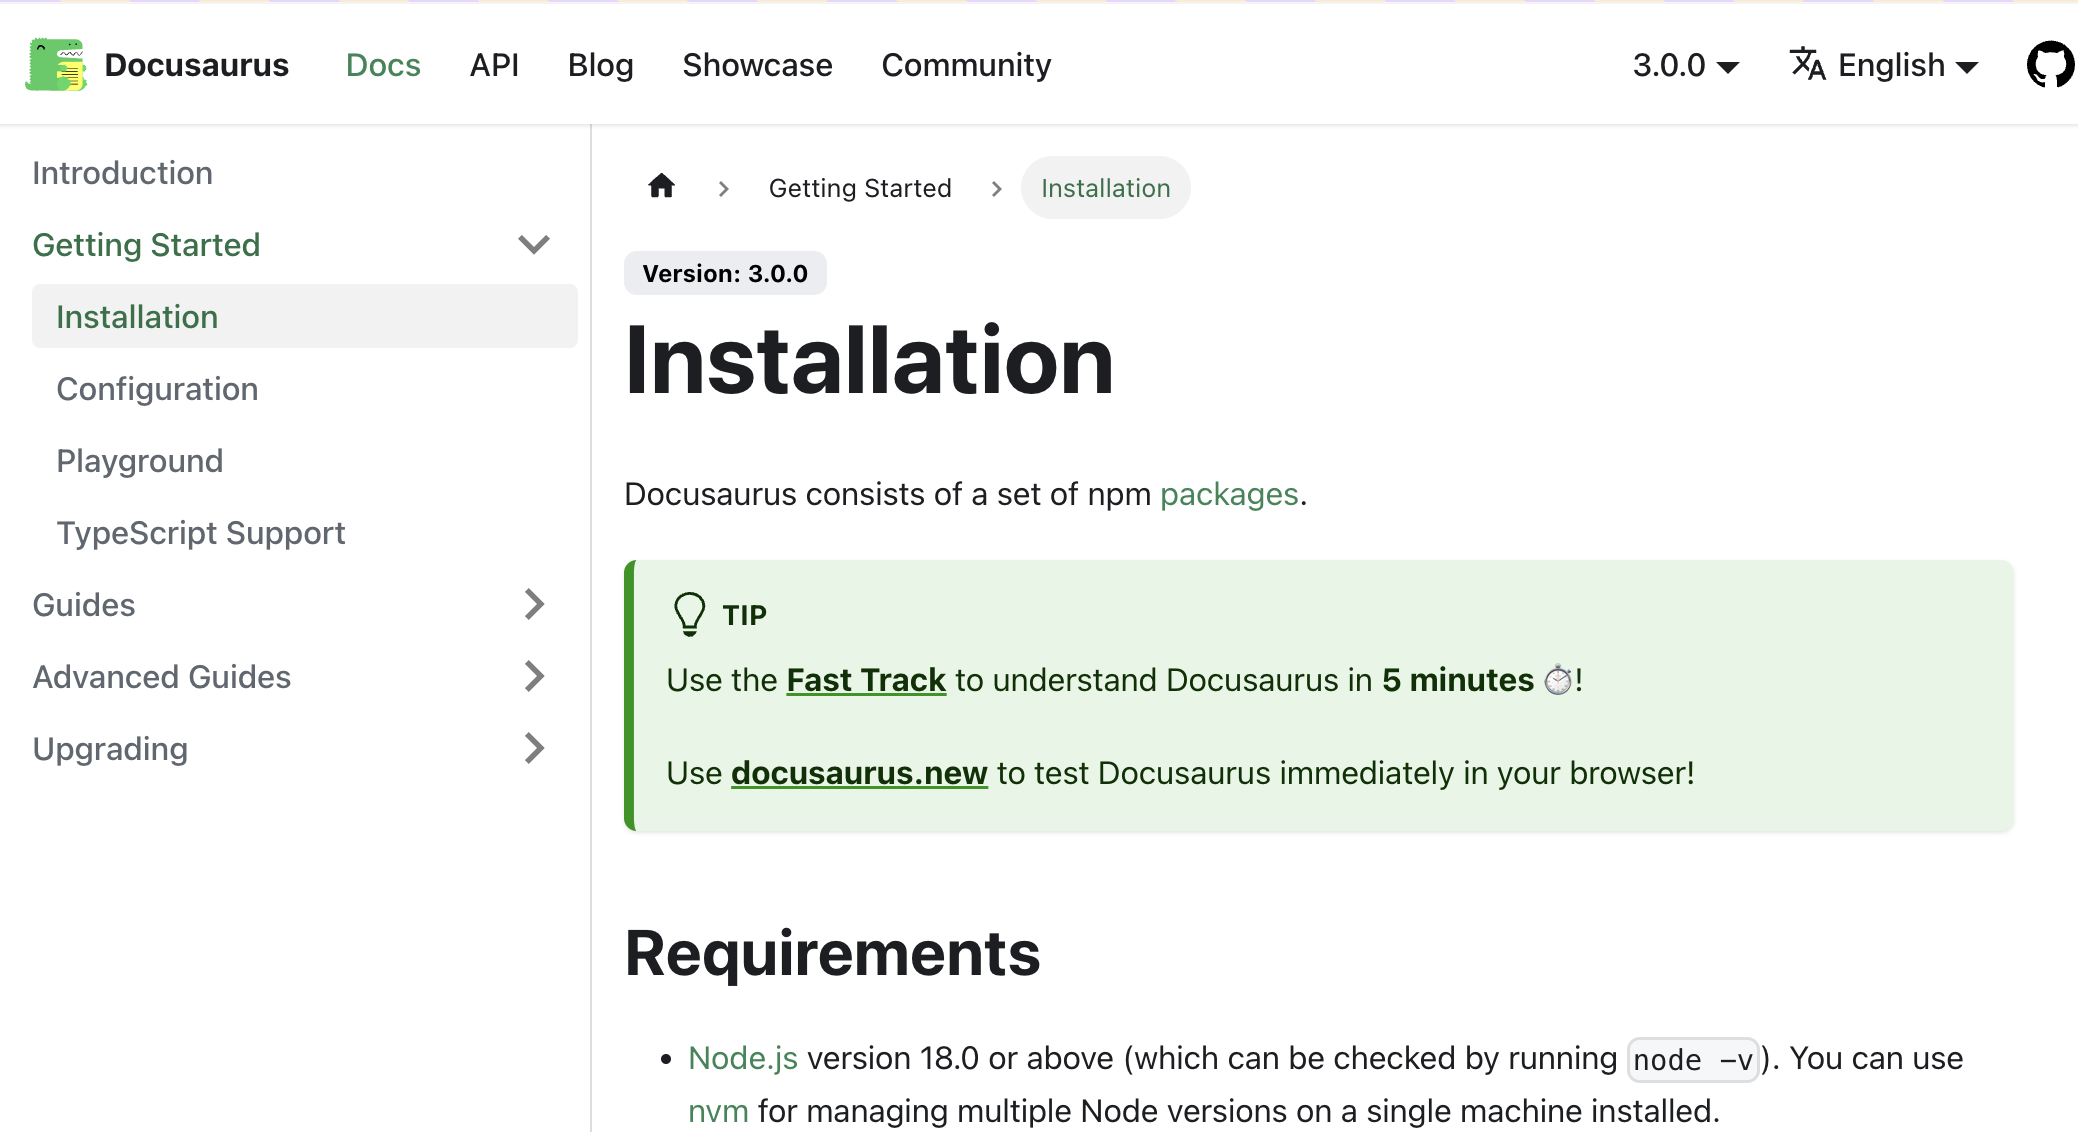 Docusaurus Docs API Blog Showcase Community 3.0.0 English
Introduction
Getting Started
Installation
Configuration
Playground
TypeScript Support
Guides
Advanced Guides
Upgrading
Getting Started Installation
Version: 3.0.0
Installation
Docusaurus consists of a set of npm packages.
TIP
Use the Fast Track to understand Docusaurus in 5 minutes ⏱️!
Use docusaurus.new to test Docusaurus immediately in your browser!
Requirements
• Node.js version 18.0 or above (which can be checked by running node -v). You can use
nvm for managing multiple Node versions on a single machine installed.